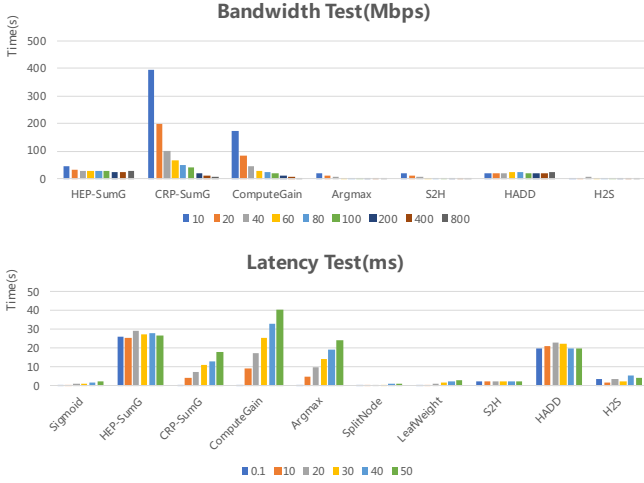 Bandwidth Test(Mbps)
Time(s)
500
400
300
200
100
0
HEP-SumG CRP-SumG ComputeGain Argmax S2H HADD H2S
10 20 40 60 80 100 200 400 800
Latency Test(ms)
Time(s)
50
40
30
20
10
0
Sigmoid HEP-SumG CRP-SumG ComputeGain Argmax SplitNode LeafWeight S2H HADD H2S
0.1 10 20 30 40 50